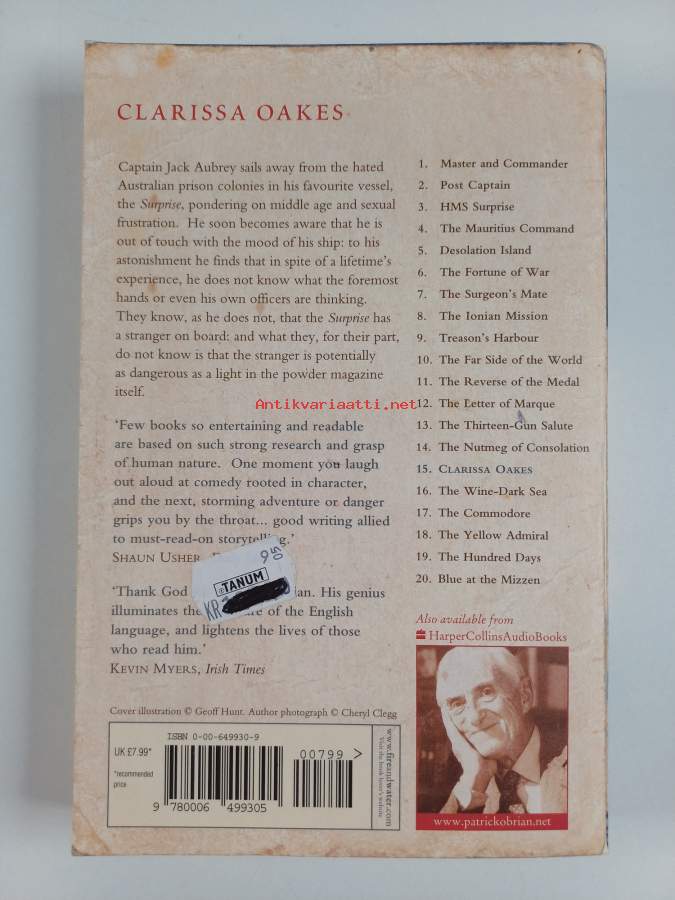 CLARISSA OAKES
Captain Jack Aubrey sails away from the hated
Australian prison colonies in his favourite vessel,
the Surprise, pondering on middle age and sexual
frustration. He soon becomes aware that he is
out of touch with the mood of his ship: to his
astonishment he finds that in spite of a lifetime's
experience, he does not know what the foremost
hands or even his own officers are thinking.
They know, as he does not, that the Surprise has
a stranger on board: and what they, for their part,
do not know is that the stranger is potentially
as dangerous as a light in the powder magazine
itself.
'Few books so entertaining and readable
are based on such strong research and grasp
of human nature. One moment you laugh
out aloud at comedy rooted in character,
and the next, storming adventure or danger
grips you by the throat... good writing allied
to must-read-on storytelling.'
SHAUN USHER,
'Thank God
an. His genius
illuminates the
of the English
language, and lightens the lives of those
who read him.'
KEVIN MYERS, Irish Times
950
TANUM
KR
1. Master and Commander
2. Post Captain
3. HMS Surprise
4. The Mauritius Command
5. Desolation Island
6. The Fortune of War
7. The Surgeon's Mate
8. The Ionian Mission
9. Treason's Harbour
10. The Far Side of the World
11. The Reverse of the Medal
12. The Letter of Marque
13. The Thirteen-Gun Salute
14. The Nutmeg of Consolation
15. CLARISSA OAKES
16. The Wine-Dark Sea
17. The Commodore
18. The Yellow Admiral
19. The Hundred Days
20. Blue at the Mizzen
Antikvariaatti.net
Also available from
HarperCollinsAudioBooks
www.patrickobrian.net
Cover illustration © Geoff Hunt. Author photograph © Cheryl Clegg
ISBN 0-00-649930-9
UK £7.99*
*recommended
price
00799 >
9 780006 499305
www.fireandwater.com
Visit the book lover's website